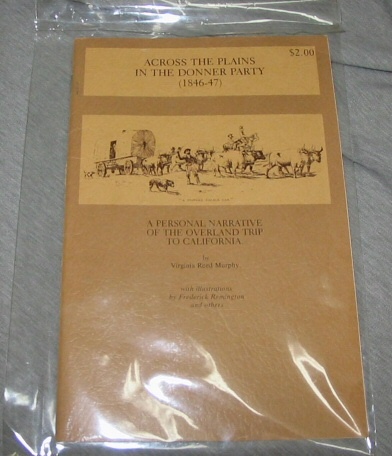 $2.00
ACROSS THE PLAINS
IN THE DONNER PARTY
(1846-47)
A PERSONAL NARRATIVE
OF THE OVERLAND TRIP
TO CALIFORNIA
by
Virginia Reed Murphy
with illustrations
by Frederick Remington
and others